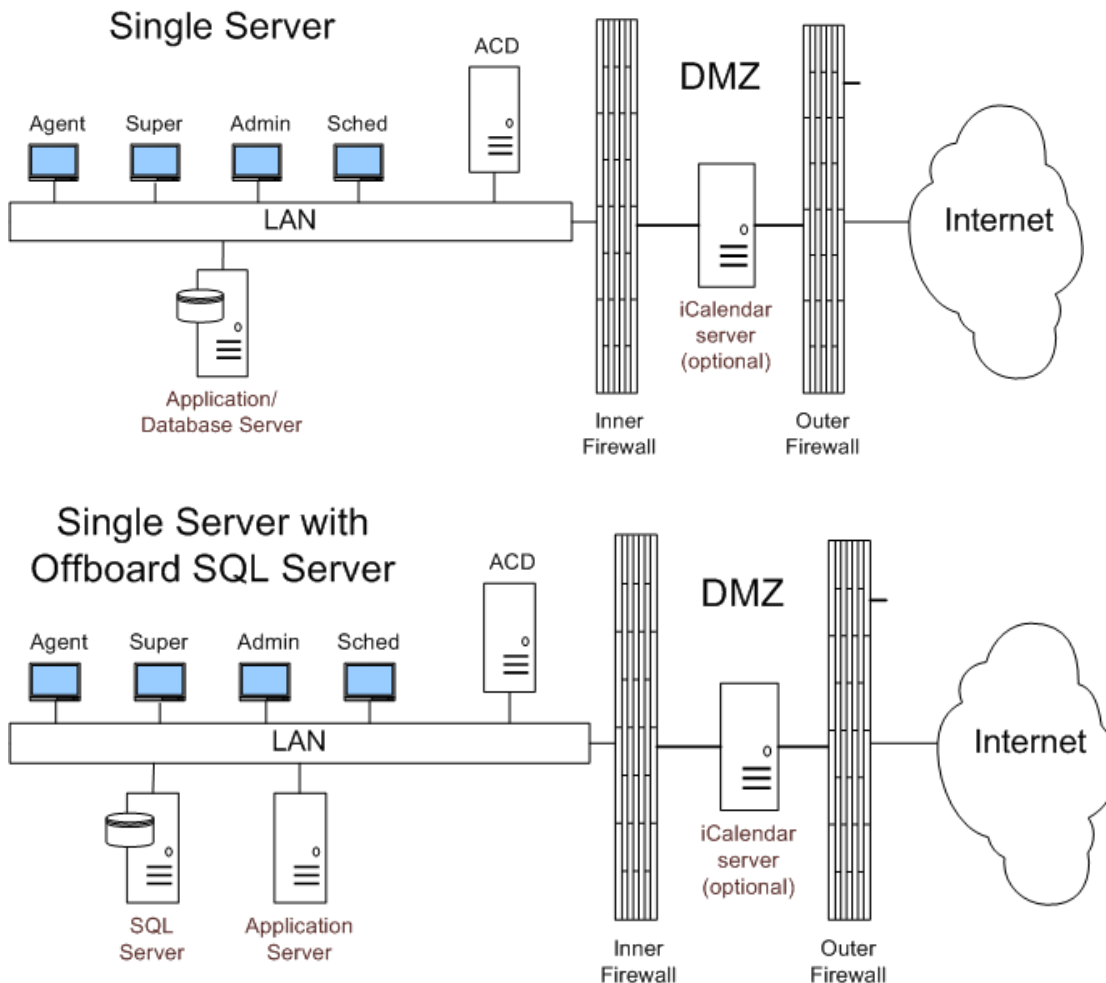 Single Server
ACD
DMZ
Agent
Super
Admin
Sched
LAN
Internet
iCalendar
server
(optional)
Application/
Database Server
Inner
Firewall
Outer
Firewall
Single Server with
Offboard SQL Server
ACD
DMZ
Agent
Super
Admin
Sched
LAN
Internet
iCalendar
server
(optional)
SQL
Server
Application
Server
Inner
Firewall
Outer
Firewall